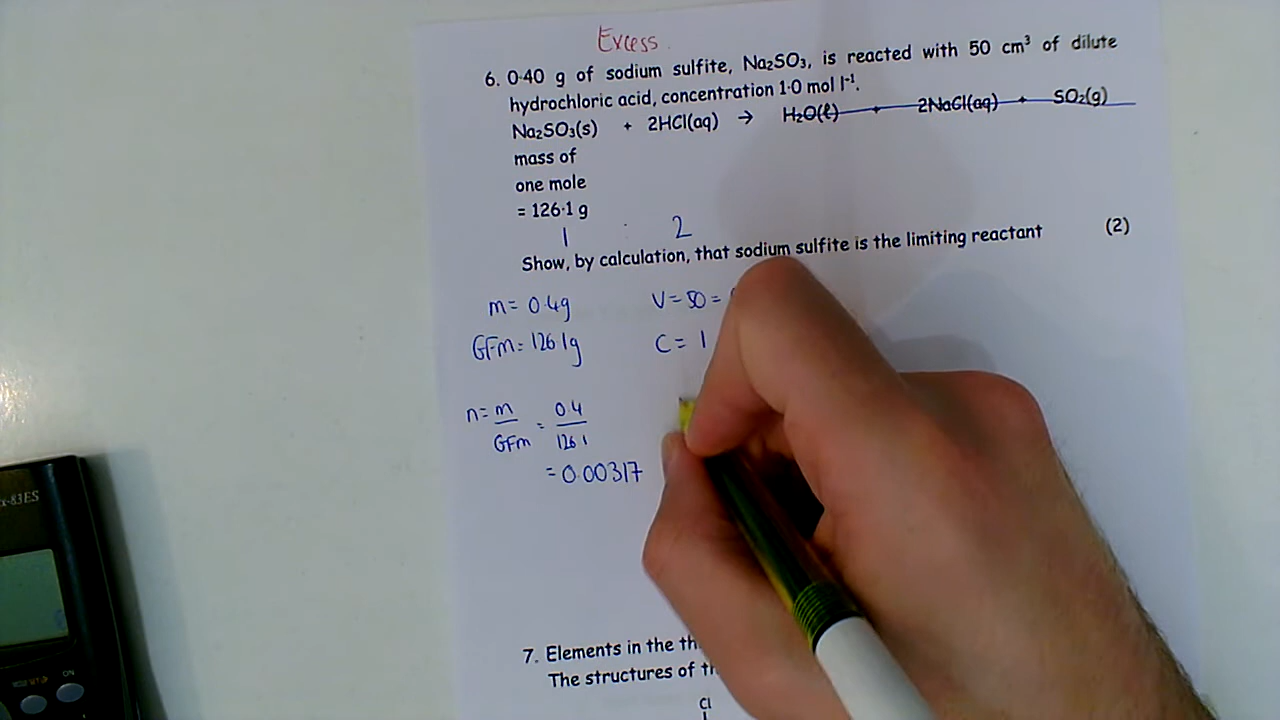 Excess.
6. 0·40 g of sodium sulfite, Na₂SO₃, is reacted with 50 cm³ of dilute
hydrochloric acid, concentration 1·0 mol l⁻¹.
Na₂SO₃(s) + 2HCl(aq) → H₂O(ℓ) + 2NaCl(aq) + SO₂(g)
mass of
one mole
= 126·1 g
1 : 2
Show, by calculation, that sodium sulfite is the limiting reactant (2)
m = 0.4g V = 50 =
GFM = 126.1g C = 1
n = m/GFM = 0.4/126.1
= 0.00317
7. Elements in the
The structures of
Cl
ON